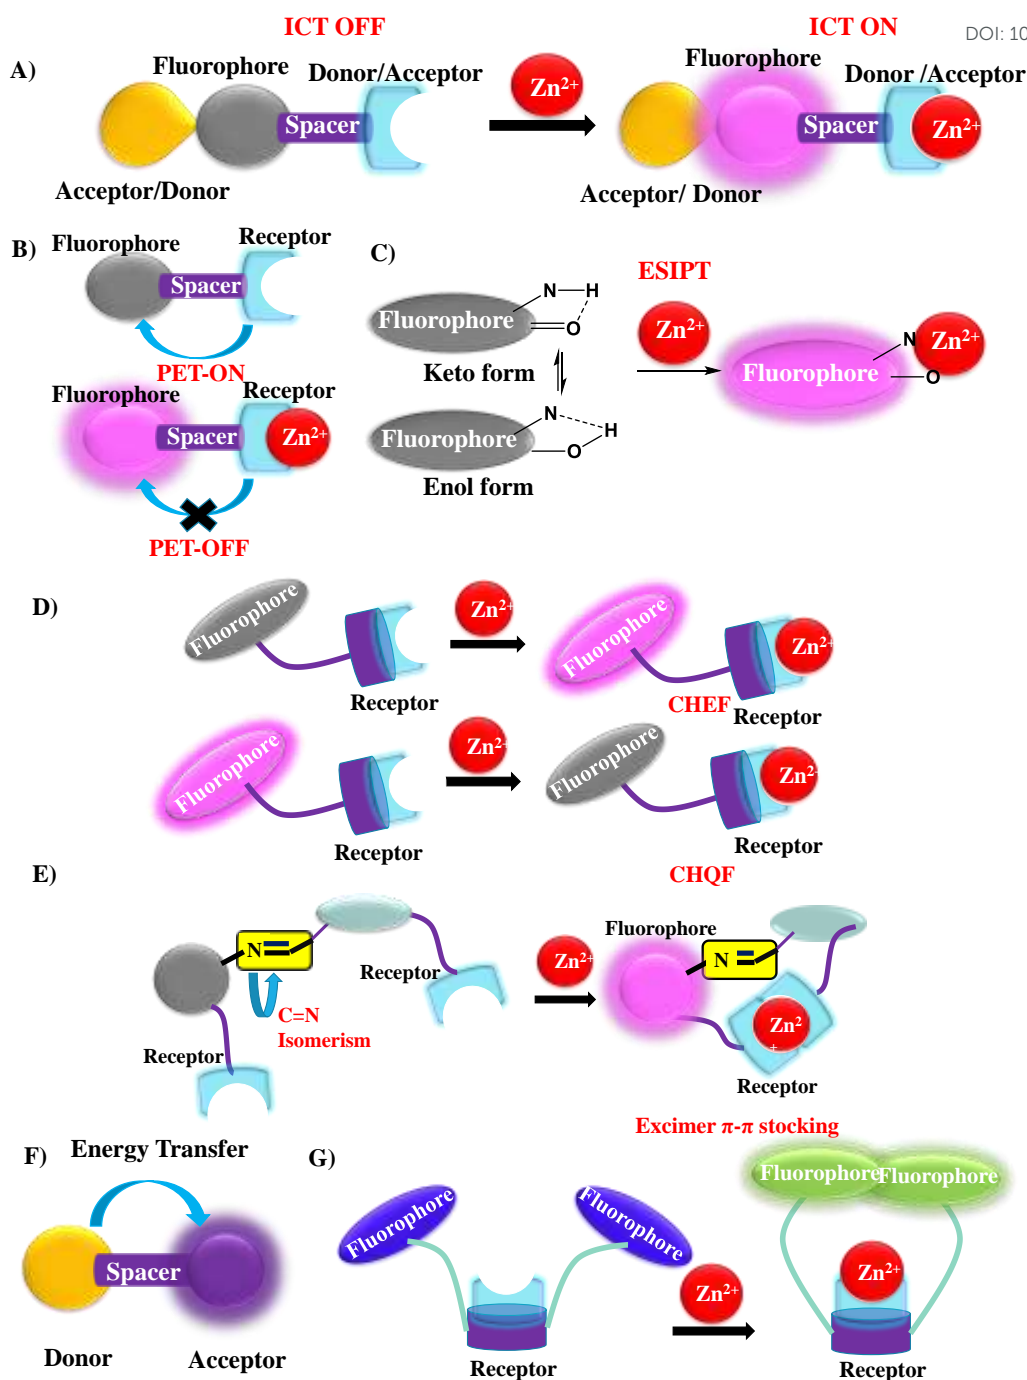 ICT OFF
ICT ON
DOI: 10
A)
Fluorophore
Donor/Acceptor
Spacer
Acceptor/Donor
Zn²⁺
Fluorophore
Donor /Acceptor
Spacer
Zn²⁺
Acceptor/ Donor
B)
Fluorophore
Receptor
Spacer
PET-ON
Fluorophore
Receptor
Spacer
Zn²⁺
PET-OFF
C)
ESIPT
N
H
Fluorophore
O
Keto form
Fluorophore
N
H
O
Enol form
Zn²⁺
Fluorophore
N
Zn²⁺
O
D)
Fluorophore
Receptor
Zn²⁺
Fluorophore
Zn²⁺
CHEF
Receptor
Fluorophore
Receptor
Zn²⁺
Fluorophore
Zn²⁺
Receptor
CHQF
E)
N
C=N
Isomerism
Receptor
Receptor
Zn²⁺
Fluorophore
N
Zn²⁺
Receptor
F)
Energy Transfer
Spacer
Donor
Acceptor
G)
Excimer π-π stocking
Fluorophore
Fluorophore
Receptor
Zn²⁺
Fluorophore
Fluorophore
Zn²⁺
Receptor